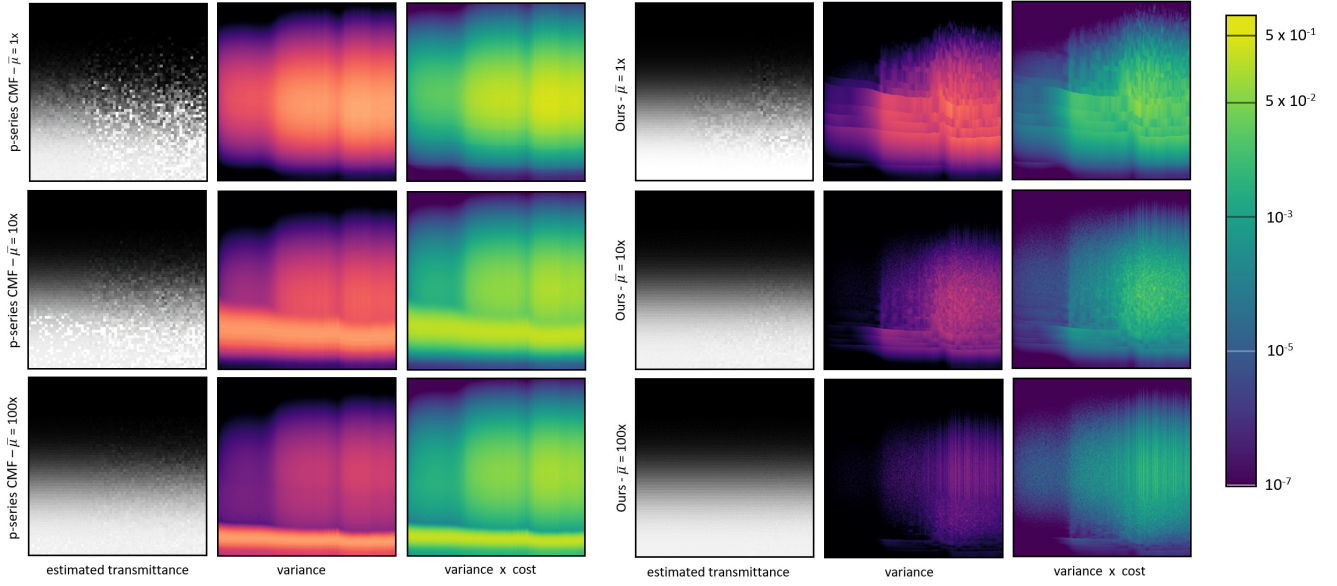 p-series CMF – μ̄ = 1x
Ours - μ̄ = 1x
p-series CMF – μ̄ = 10x
Ours - μ̄ = 10x
p-series CMF – μ̄ = 100x
Ours - μ̄ = 100x
estimated transmittance
variance
variance x cost
estimated transmittance
variance
variance x cost
5 x 10⁻¹
5 x 10⁻²
10⁻³
10⁻⁵
10⁻⁷